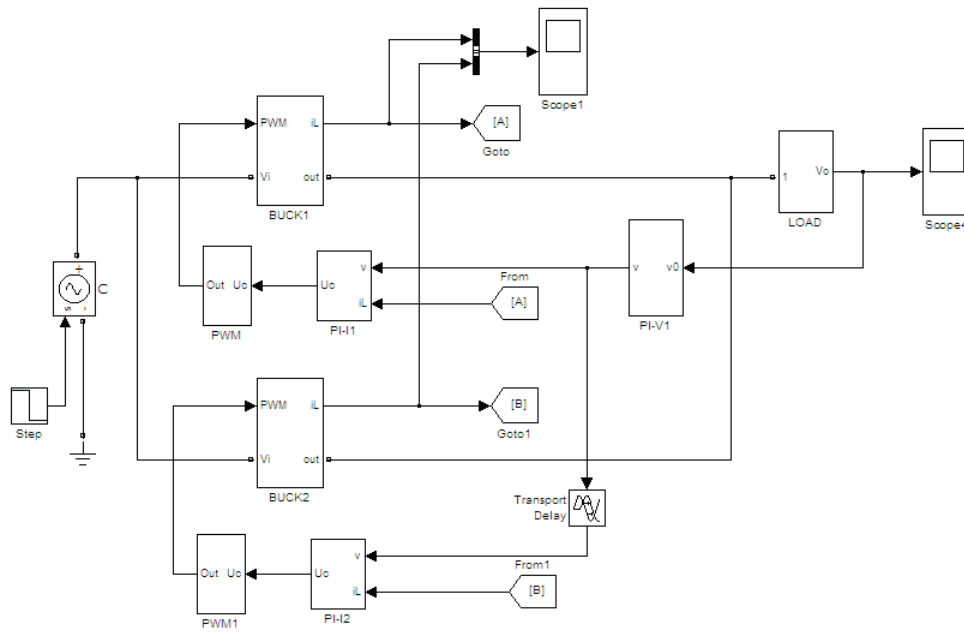 Scope1
PWM
iL
[A]
Goto
Vi
out
BUCK1
1
Vo
LOAD
Scope4
+
s
-
C
Out
Uc
PWM
Uc
v
iL
PI-I1
From
[A]
v
v0
PI-V1
Step
PWM
iL
[B]
Goto1
Vi
out
BUCK2
Transport
Delay
Out
Uc
PWM1
Uc
v
iL
PI-I2
From1
[B]